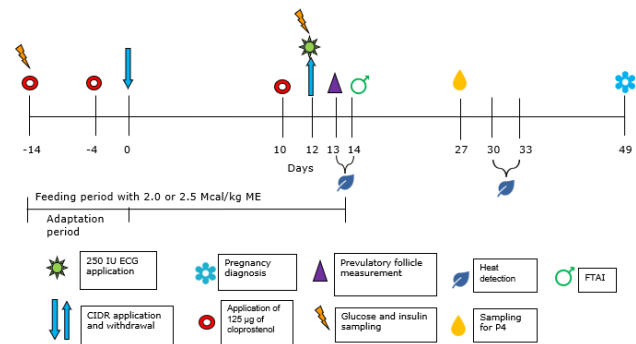 -14 -4 0 10 12 13 14 27 30 33 49
Days
Feeding period with 2.0 or 2.5 Mcal/kg ME
Adaptation
period
250 IU ECG
application
Pregnancy
diagnosis
Prevulatory follicle
measurement
Heat
detection
FTAI
CIDR application
and withdrawal
Application of
125 µg of
cloprostenol
Glucose and insulin
sampling
Sampling
for P4